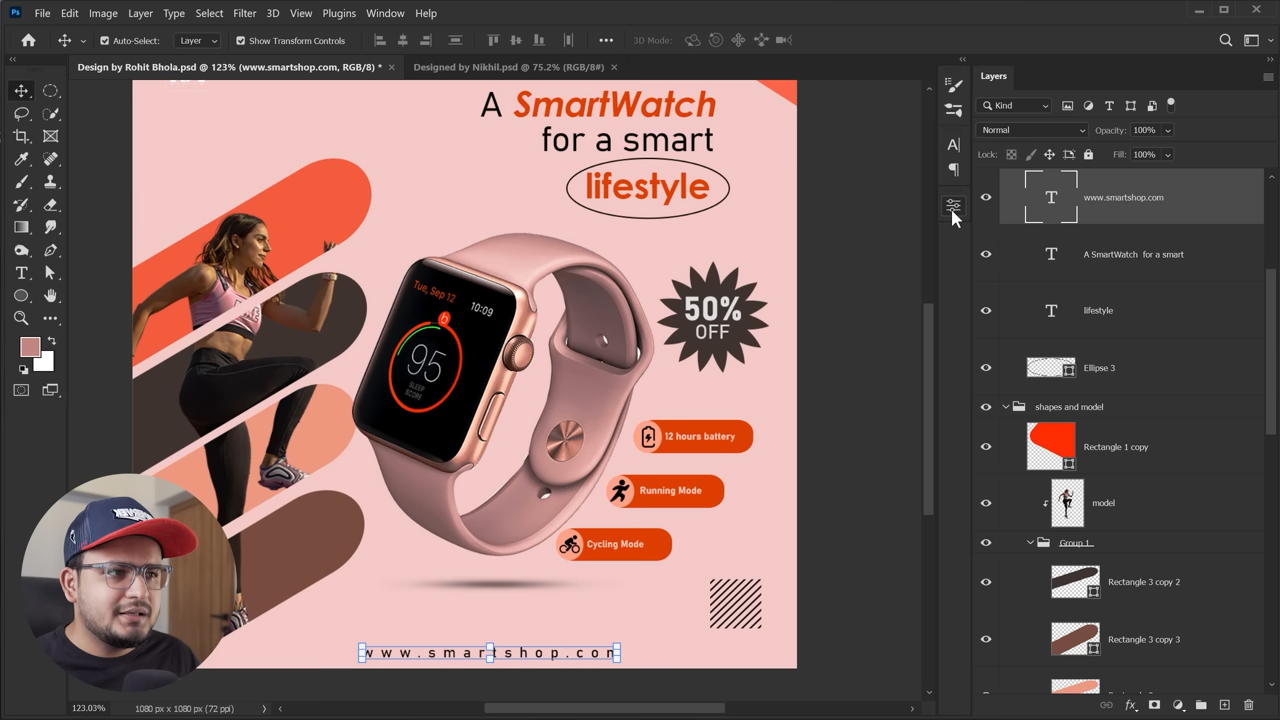 Ps File Edit Image Layer Type Select Filter 3D View Plugins Window Help
Auto-Select: Layer Show Transform Controls 3D Mode:
Design by Rohit Bhola.psd @ 123% (www.smartshop.com, RGB/8) * Designed by Nikhil.psd @ 75.2% (RGB/8#)
Layers
Kind
Normal Opacity: 100%
Lock: Fill: 100%
www.smartshop.com
A SmartWatch for a smart
lifestyle
Ellipse 3
shapes and model
Rectangle 1 copy
model
Group 1
Rectangle 3 copy 2
Rectangle 3 copy 3
A SmartWatch
for a smart
lifestyle
Tue, Sep 12
10:09
6
95
SLEEP
SCORE
50%
OFF
12 hours battery
Running Mode
Cycling Mode
www.smartshop.com
123.03% 1080 px x 1080 px (72 ppi)